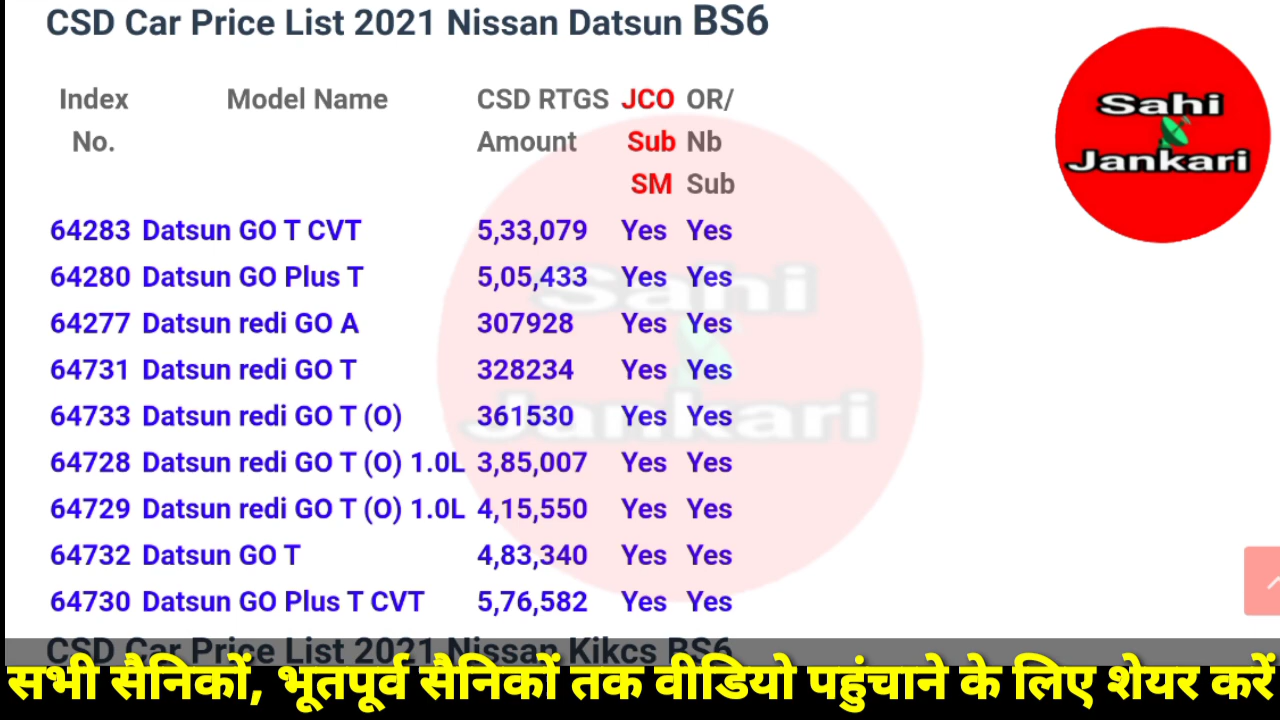 CSD Car Price List 2021 Nissan Datsun BS6
Index Model Name CSD RTGS JCO OR/
No. Amount Sub Nb
SM Sub
64283 Datsun GO T CVT 5,33,079 Yes Yes
64280 Datsun GO Plus T 5,05,433 Yes Yes
64277 Datsun redi GO A 307928 Yes Yes
64731 Datsun redi GO T 328234 Yes Yes
64733 Datsun redi GO T (O) 361530 Yes Yes
64728 Datsun redi GO T (O) 1.0L 3,85,007 Yes Yes
64729 Datsun redi GO T (O) 1.0L 4,15,550 Yes Yes
64732 Datsun GO T 4,83,340 Yes Yes
64730 Datsun GO Plus T CVT 5,76,582 Yes Yes
CSD Car Price List 2021 Nissan Kikcs BS6
सभी सैनिकों, भूतपूर्व सैनिकों तक वीडियो पहुंचाने के लिए शेयर करें
Sahi
Jankari
Sahi
Jankari